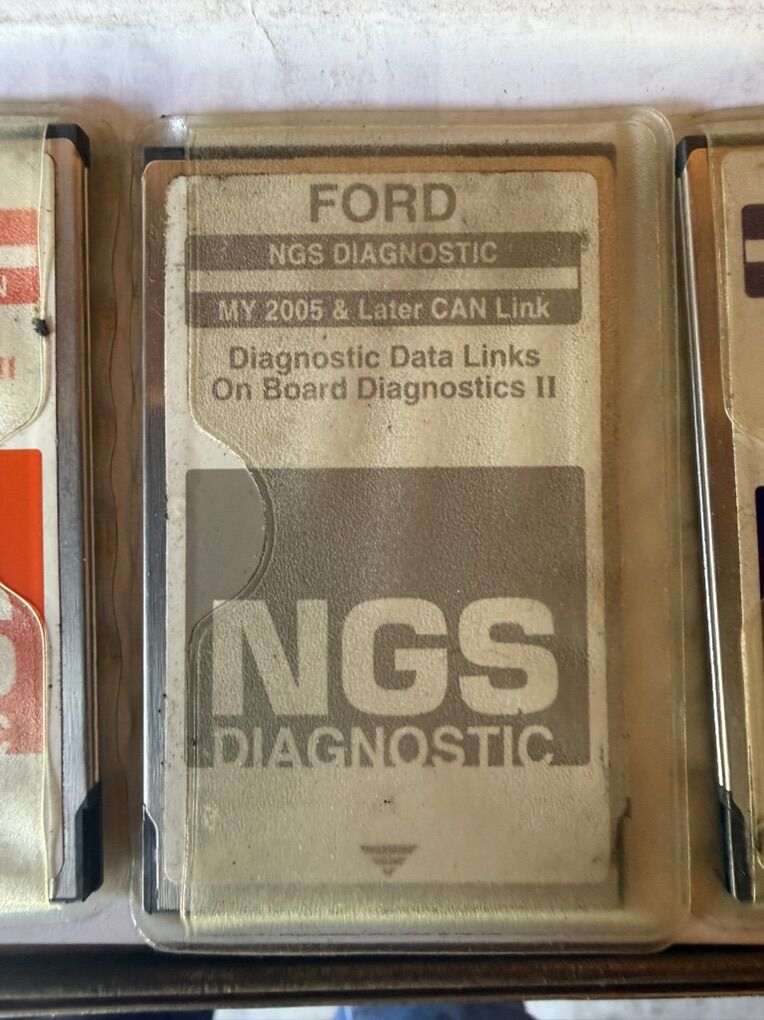 FORD
NGS DIAGNOSTIC
MY 2005 & Later CAN Link
Diagnostic Data Links
On Board Diagnostics II
NGS
DIAGNOSTIC